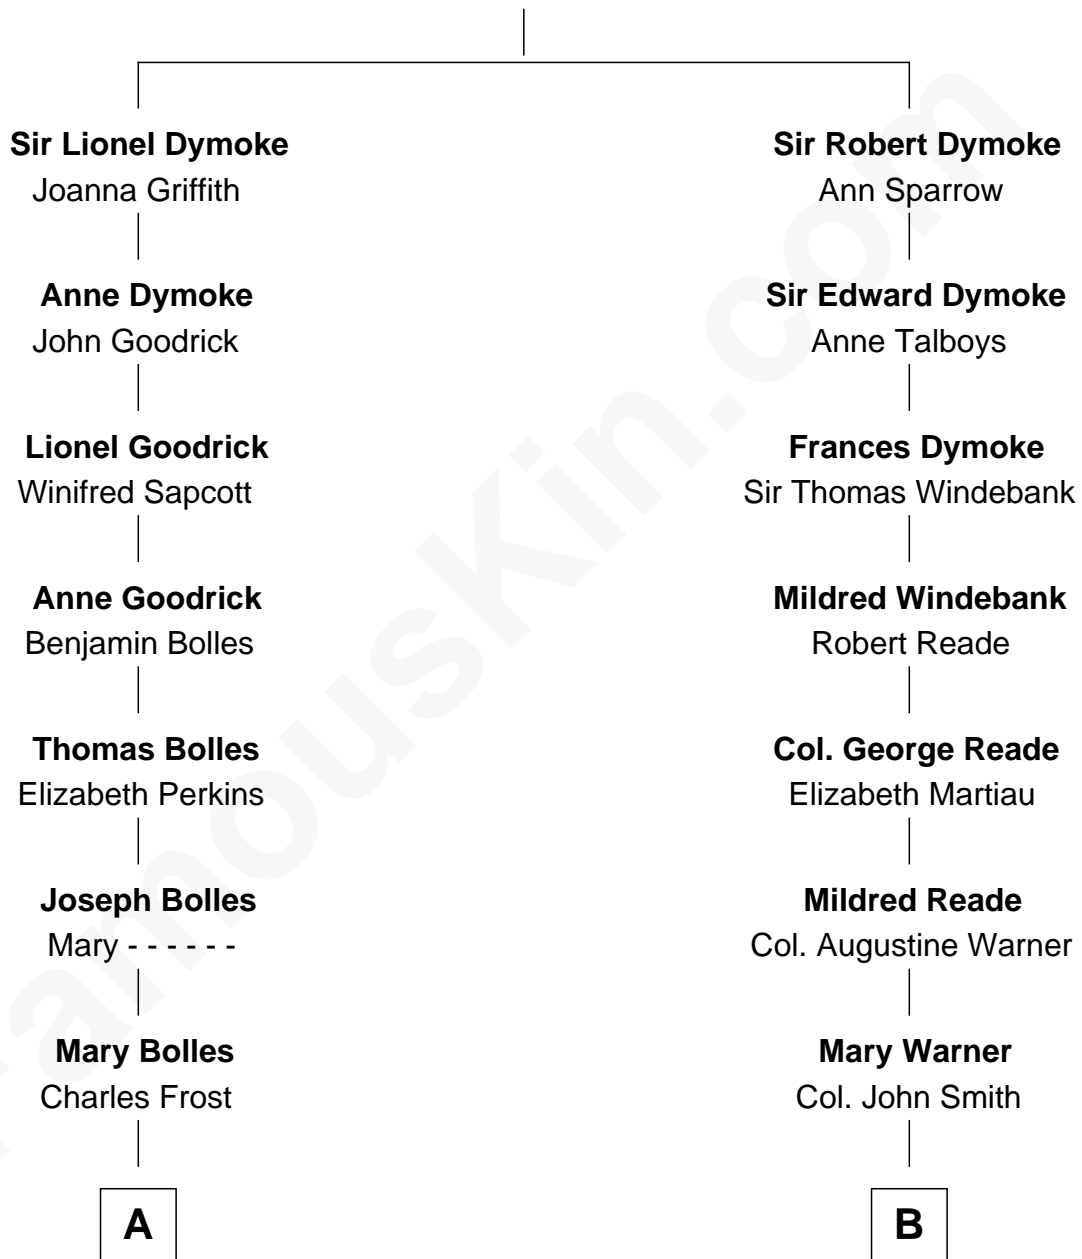 Sir Lionel Dymoke
Joanna Griffith
Anne Dymoke
John Goodrick
Lionel Goodrick
Winifred Sapcott
Anne Goodrick
Benjamin Bolles
Thomas Bolles
Elizabeth Perkins
Joseph Bolles
Mary - - - - - -
Mary Bolles
Charles Frost
A
Sir Robert Dymoke
Ann Sparrow
Sir Edward Dymoke
Anne Talboys
Frances Dymoke
Sir Thomas Windebank
Mildred Windebank
Robert Reade
Col. George Reade
Elizabeth Martiau
Mildred Reade
Col. Augustine Warner
Mary Warner
Col. John Smith
B
FamousKin.com